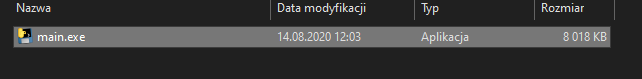 Nazwa Data modyfikacji Typ Rozmiar
main.exe 14.08.2020 12:03 Aplikacja 8 018 KB